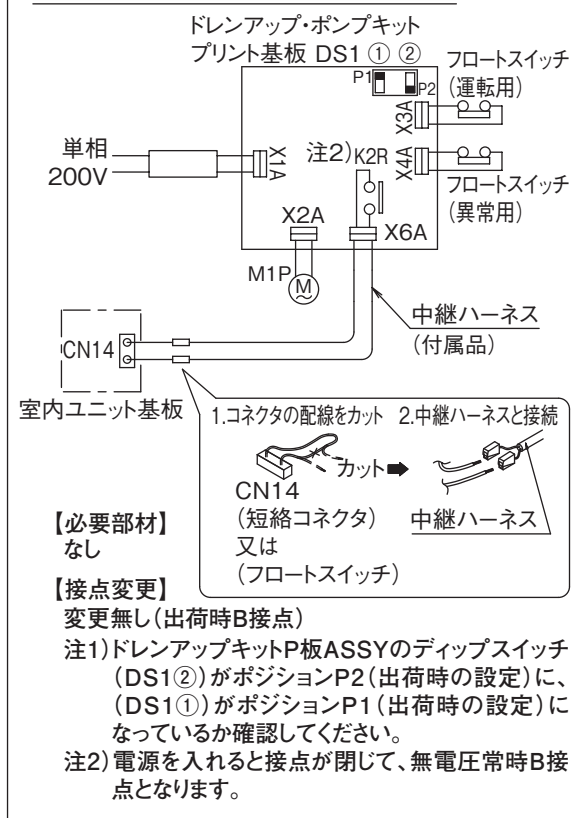 ドレンアップ・ポンプキット
プリント基板 DS1 ① ②
P1
P2
フロートスイッチ
(運転用)
X3A
単相
200V
X1A
注2)K2R
X4A
フロートスイッチ
(異常用)
X2A
X6A
M1P
M
中継ハーネス
(付属品)
CN14
室内ユニット基板
1.コネクタの配線をカット 2.中継ハーネスと接続
カット
CN14
(短絡コネクタ)
又は
(フロートスイッチ)
中継ハーネス
【必要部材】
なし
【接点変更】
変更無し(出荷時B接点)
注1)ドレンアップキットP板ASSYのディップスイッチ
(DS1②)がポジションP2(出荷時の設定)に、
(DS1①)がポジションP1(出荷時の設定)に
なっているか確認してください。
注2)電源を入れると接点が閉じて、無電圧常時B接
点となります。